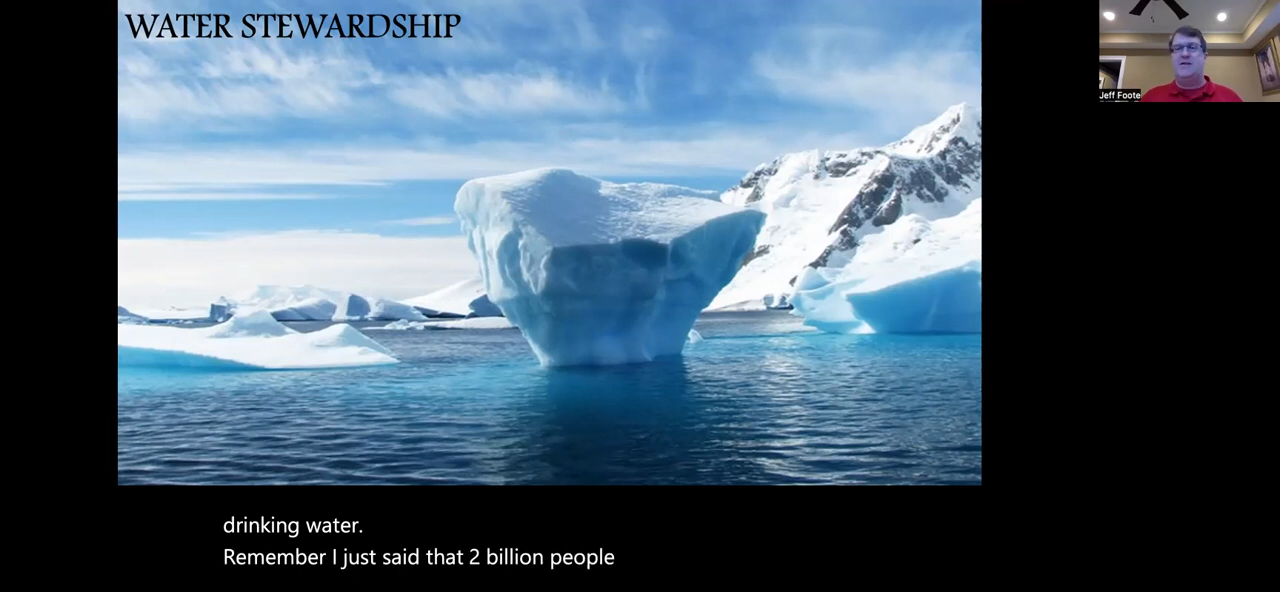 WATER STEWARDSHIP
Jeff Foote
drinking water.
Remember I just said that 2 billion people